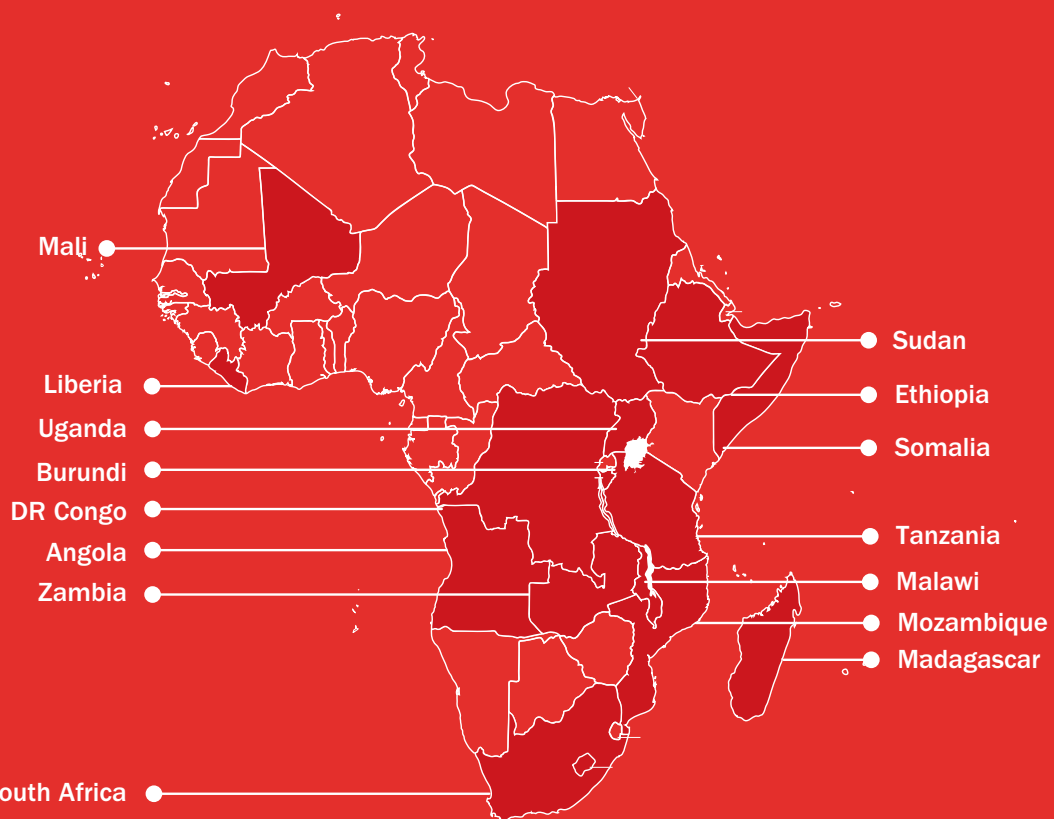 Mali
Liberia
Uganda
Burundi
DR Congo
Angola
Zambia
outh Africa
Sudan
Ethiopia
Somalia
Tanzania
Malawi
Mozambique
Madagascar